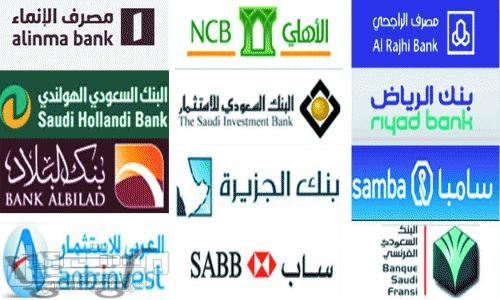 مصرف الإنماء
alinma bank
الأهلي
NCB
مصرف الراجحي
Al Rajhi Bank
البنك السعودي الهولندي
Saudi Hollandi Bank
البنك السعودي للاستثمار
The Saudi Investment Bank
بنك الرياض
riyad bank
بنك البلاد
BANK ALBILAD
بنك الجزيرة
سامبا
samba
العربي للاستثمار
anbinvest
SABB
ساب
البنك
السعودي
الفرنسي
Banque
Saudi
Fransi